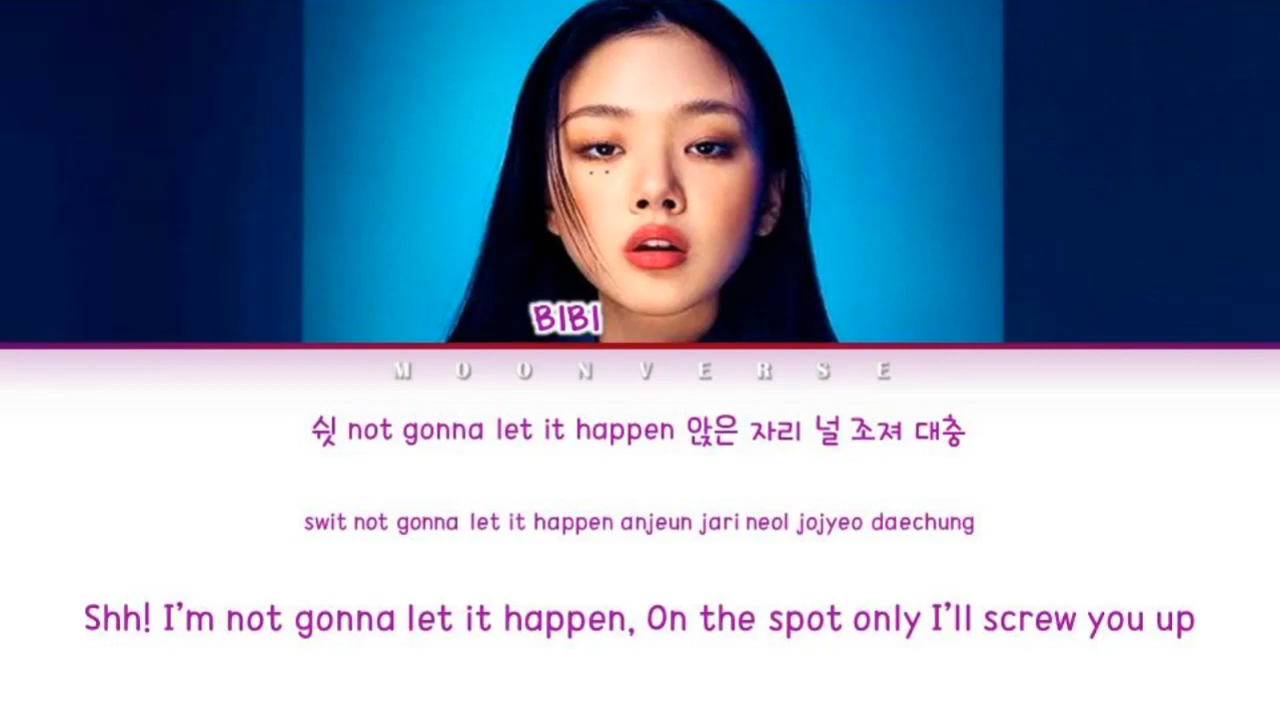 BIBI
MOONVERSE
쉿 not gonna let it happen 앉은 자리 널 조져 대충
swit not gonna let it happen anjeun jari neol jojyeo daechung
Shh! I'm not gonna let it happen, On the spot only I'll screw you up